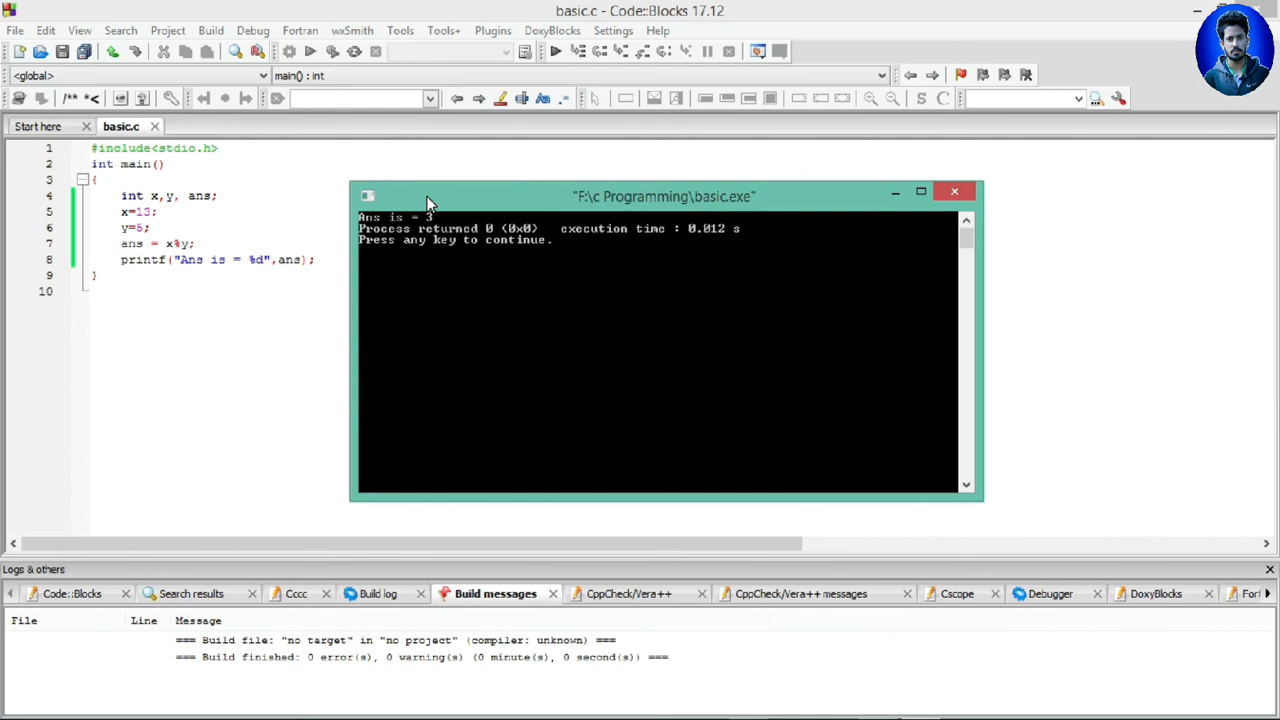 basic.c - Code::Blocks 17.12
File Edit View Search Project Build Debug Fortran wxSmith Tools Tools+ Plugins DoxyBlocks Settings Help
<global> main() : int
/** *< S C
Start here basic.c
1 #include<stdio.h>
2 int main()
3 {
4 int x,y, ans;
5 x=13;
6 y=5;
7 ans = x%y;
8 printf("Ans is = %d",ans);
9 }
10
"F:\c Programming\basic.exe"
Ans is = 3
Process returned 0 (0x0) execution time : 0.012 s
Press any key to continue.
Logs & others
Code::Blocks Search results Cccc Build log Build messages CppCheck/Vera++ CppCheck/Vera++ messages Cscope Debugger DoxyBlocks Fort
File Line Message
=== Build file: "no target" in "no project" (compiler: unknown) ===
=== Build finished: 0 error(s), 0 warning(s) (0 minute(s), 0 second(s)) ===